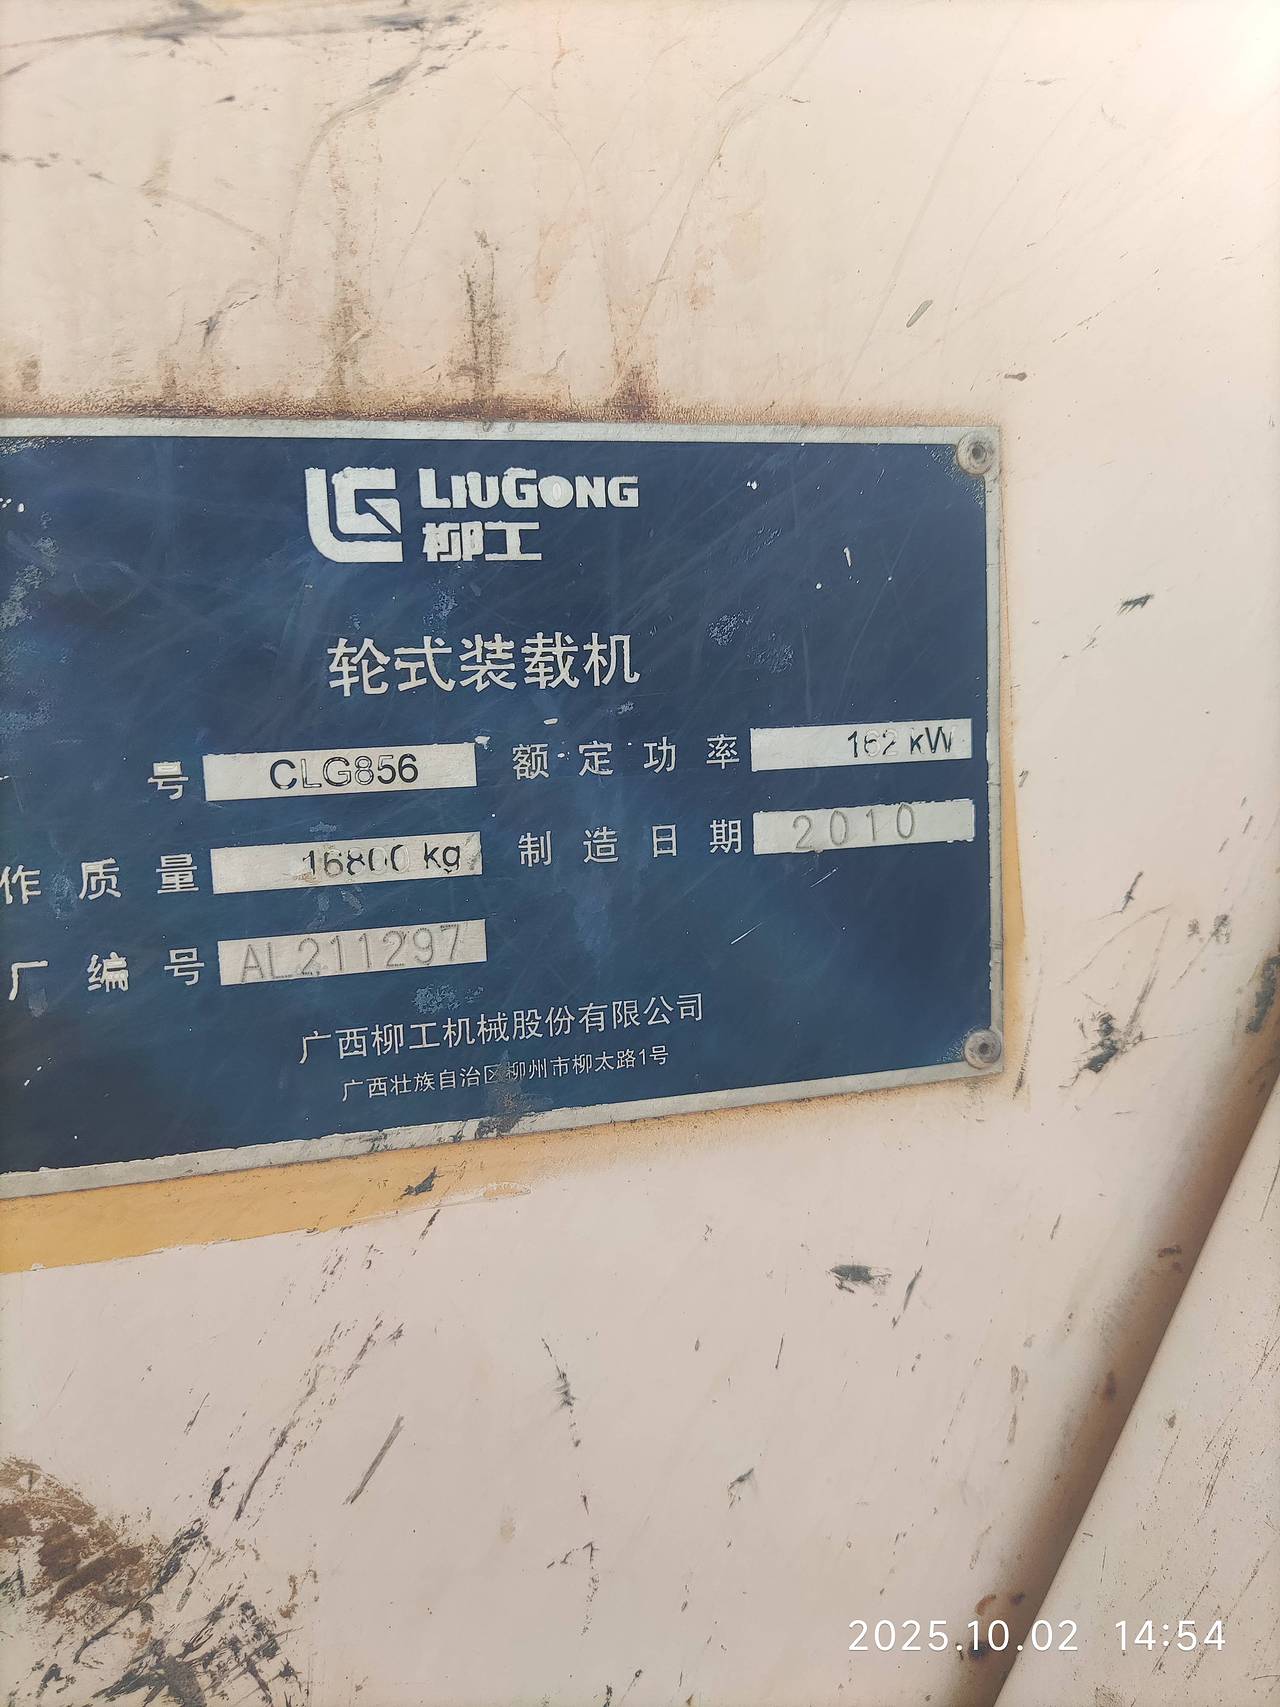 LG LIUGONG
柳工
轮式装载机
号 CLG856 额定功率 162 kW
作质量 16800 kg 制造日期 2010
厂编号 AL211297
广西柳工机械股份有限公司
广西壮族自治区柳州市柳太路1号
2025.10.02 14:54